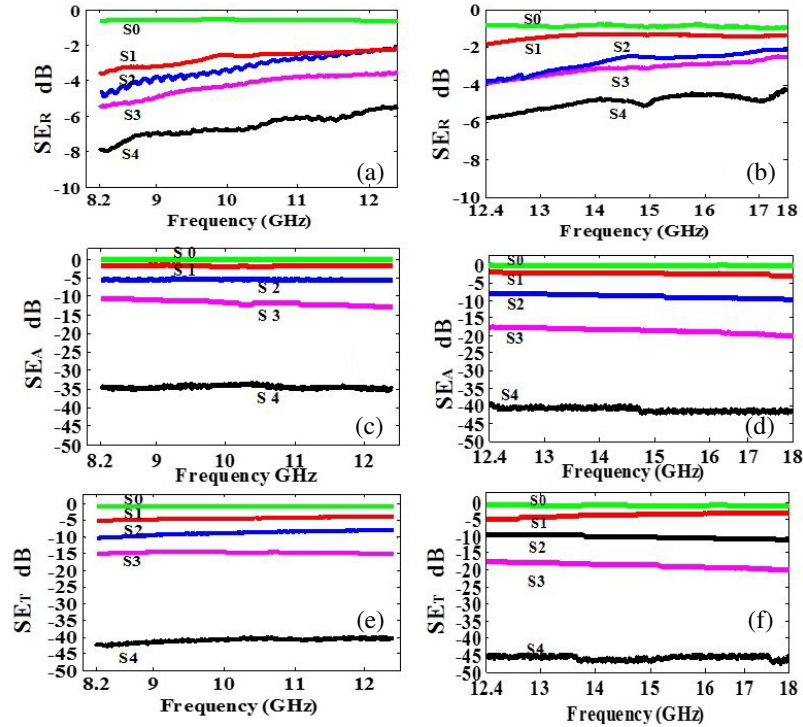 0
-2
-4
-6
-8
-10
SE_R dB
S0
S1
S2
S3
S4
(a)
8.2 9 10 11 12
Frequency (GHz)
0
-2
-4
-6
-8
-10
SE_R dB
S0
S1
S2
S3
S4
(b)
12.4 13 14 15 16 17 18
Frequency (GHz)
0
-5
-10
-15
-20
-25
-30
-35
-40
-45
-50
SE_A dB
S 0
S 1
S 2
S 3
S 4
(c)
8.2 9 10 11 12
Frequency GHz
0
-5
-10
-15
-20
-25
-30
-35
-40
-45
-50
SE_A dB
S0
S1
S2
S3
S4
(d)
12.4 13 14 15 16 17 18
Frequency (GHz)
0
-5
-10
-15
-20
-25
-30
-35
-40
-45
-50
SE_T dB
S0
S1
S2
S3
S4
(e)
8.2 9 10 11 12
Frequency (GHz)
0
-5
-10
-15
-20
-25
-30
-35
-40
-45
-50
SE_T dB
S0
S1
S2
S3
S4
(f)
12.4 13 14 15 16 17 18
Frequency (GHz)